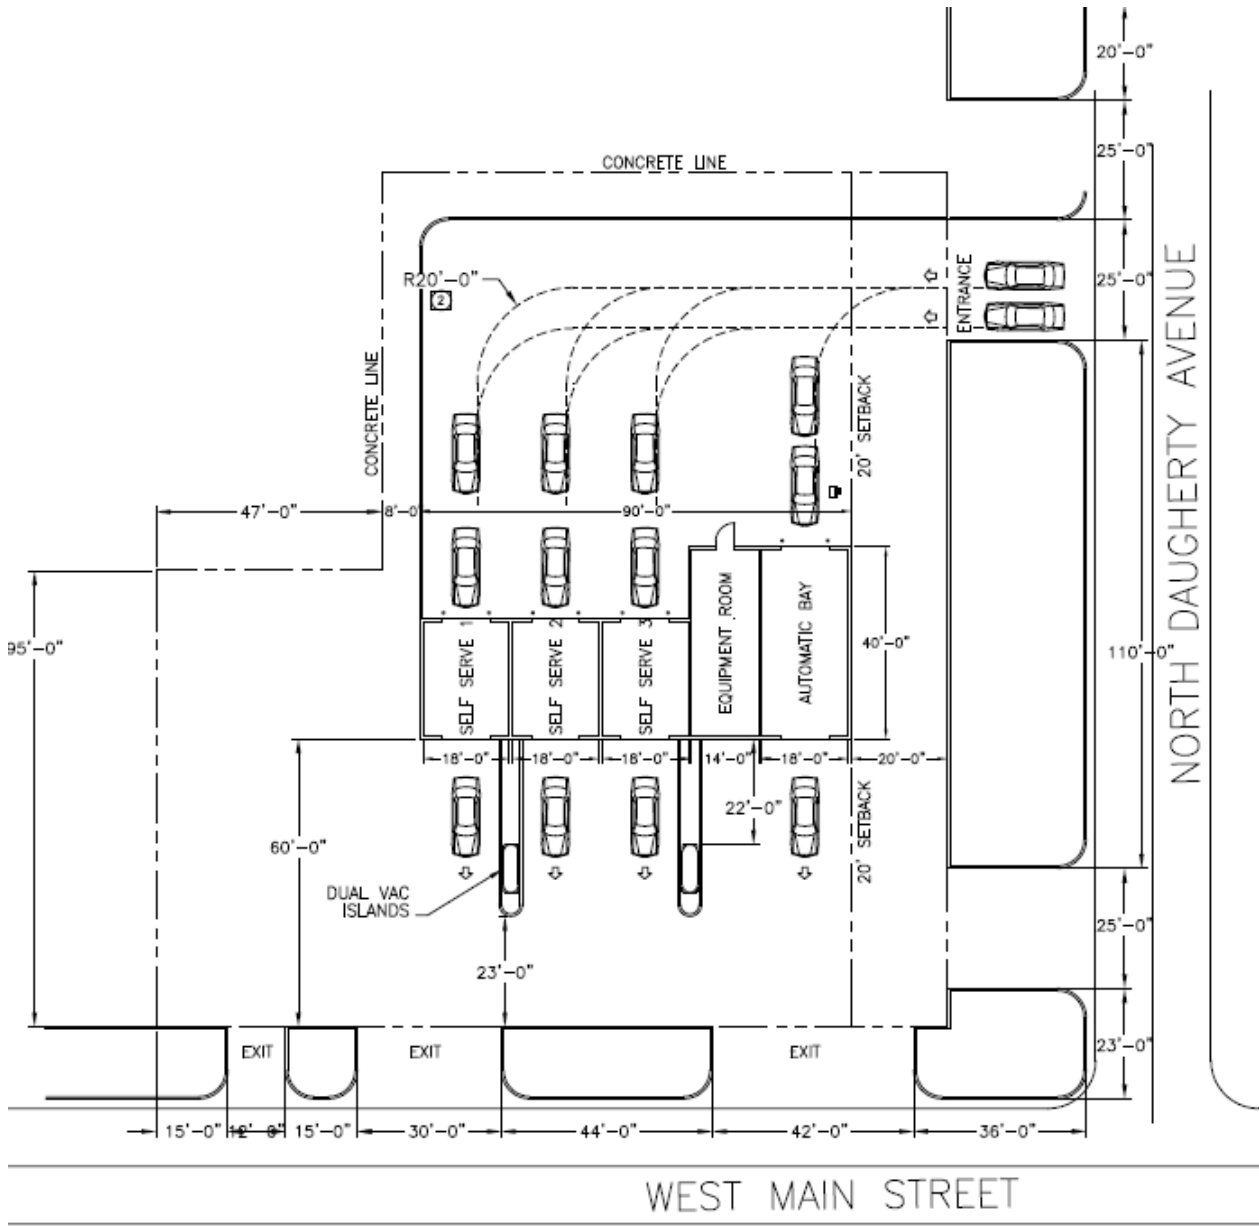 20'-0"
25'-0"
CONCRETE LINE
R20'-0"
2
25'-0"
ENTRANCE
NORTH DAUGHERTY AVENUE
CONCRETE LINE
20' SETBACK
47'-0"
8'-0
90'-0"
95'-0"
SELF SERVE 1
SELF SERVE 2
SELF SERVE 3
EQUIPMENT ROOM
AUTOMATIC BAY
40'-0"
110'-0"
18'-0"
18'-0"
18'-0"
14'-0"
18'-0"
20'-0"
22'-0"
60'-0"
20' SETBACK
DUAL VAC
ISLANDS
23'-0"
25'-0"
EXIT
EXIT
EXIT
23'-0"
15'-0"
12'-0"
15'-0"
30'-0"
44'-0"
42'-0"
36'-0"
WEST MAIN STREET